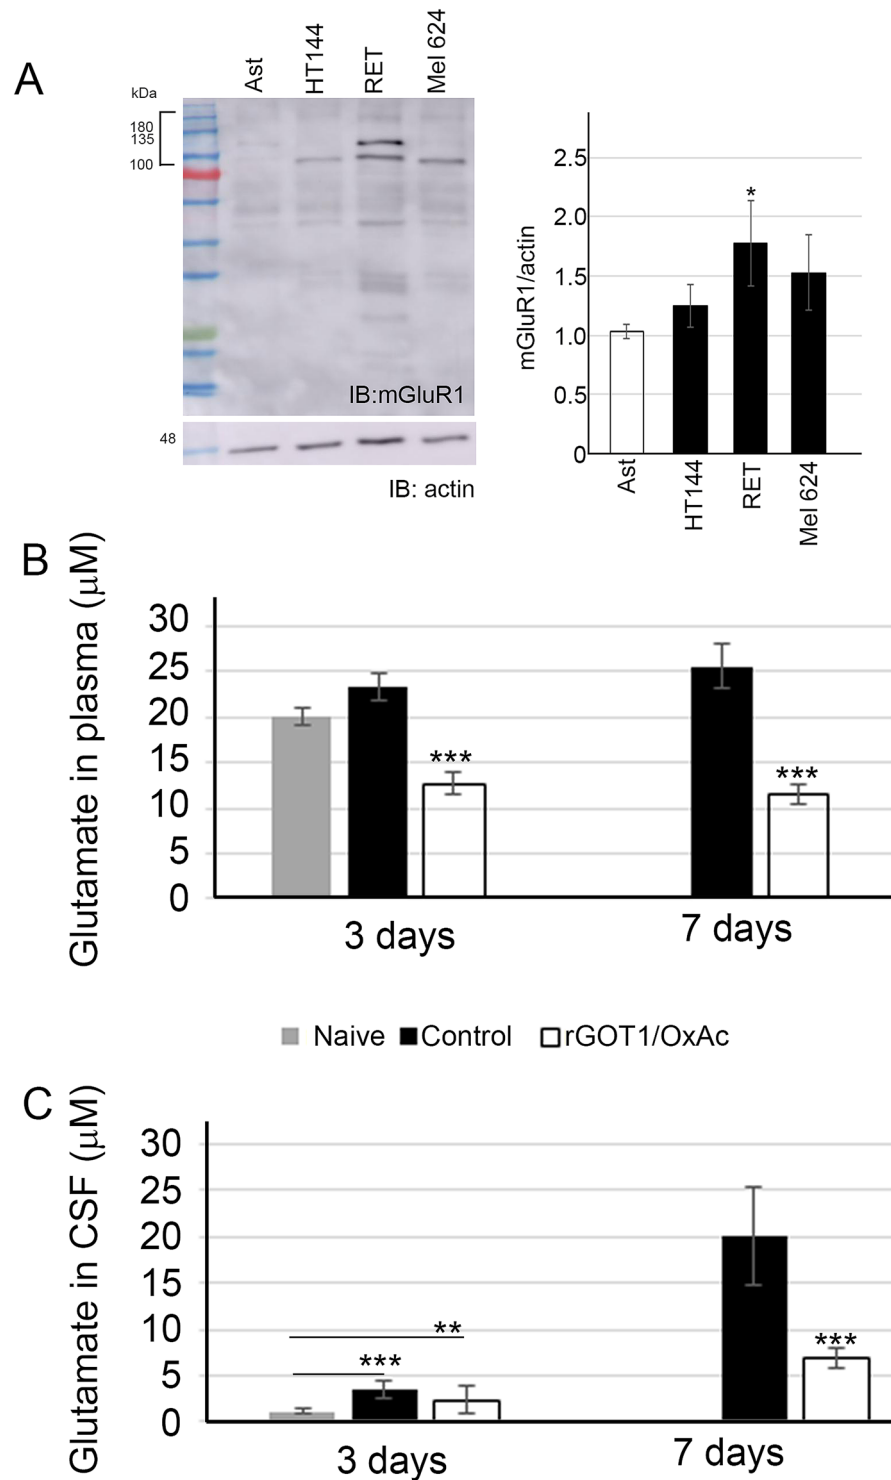 A
Ast
HT144
RET
Mel 624
kDa
180
135
100
IB:mGluR1
48
IB: actin
mGluR1/actin
2.5
2.0
1.5
1.0
0.5
0
*
Ast
HT144
RET
Mel 624
B
Glutamate in plasma (μM)
30
25
20
15
10
5
0
***
***
3 days
7 days
Naive
Control
rGOT1/OxAc
C
Glutamate in CSF (μM)
30
25
20
15
10
5
0
**
***
***
3 days
7 days